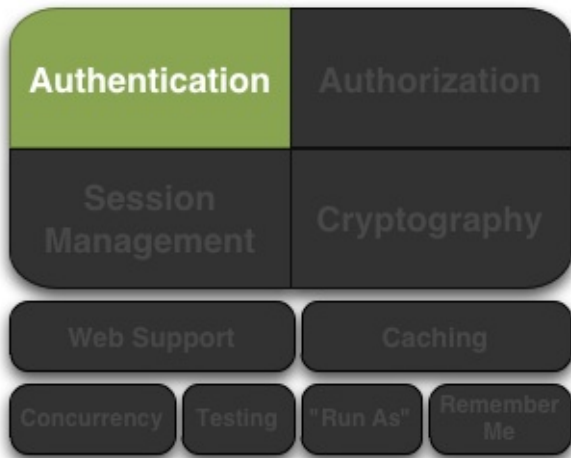 Authentication
Authorization
Session
Management
Cryptography
Web Support
Caching
Concurrency
Testing
"Run As"
Remember
Me